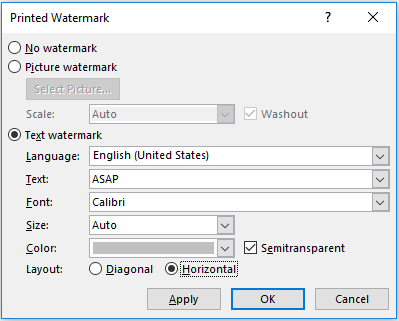 Printed Watermark ?
No watermark
Picture watermark
Select Picture...
Scale: Auto Washout
Text watermark
Language: English (United States)
Text: ASAP
Font: Calibri
Size: Auto
Color: Semitransparent
Layout: Diagonal Horizontal
Apply OK Cancel